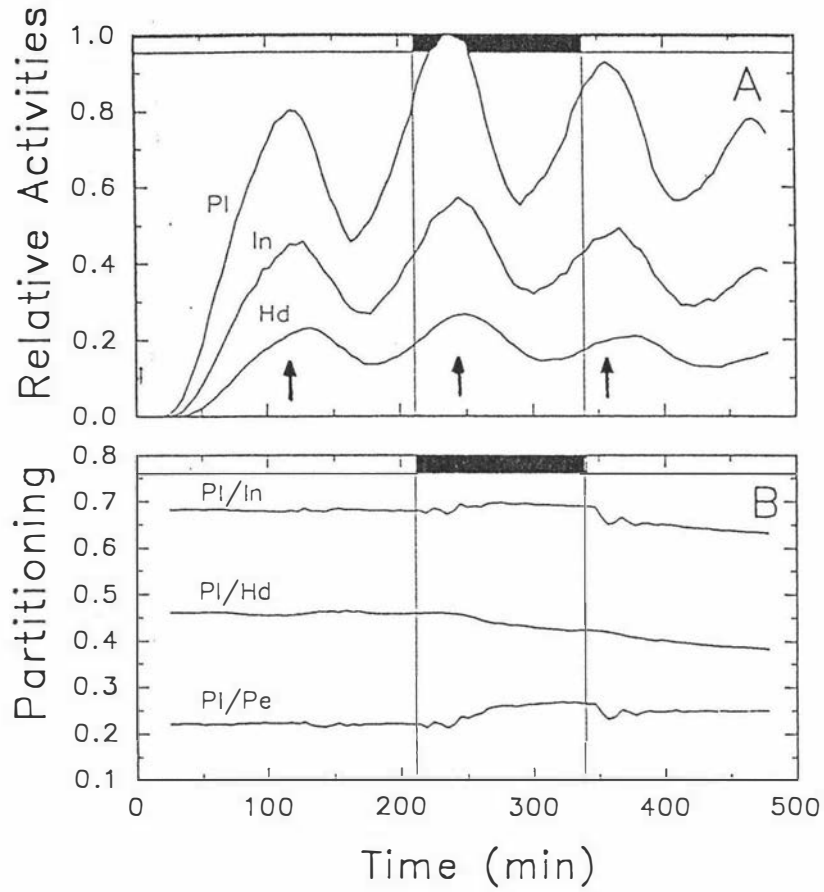 Relative Activities
1.0
0.8
0.6
0.4
0.2
0.0
A
Pl
In
Hd
Partitioning
0.8
0.7
0.6
0.5
0.4
0.3
0.2
0.1
B
Pl/In
Pl/Hd
Pl/Pe
0 100 200 300 400 500
Time (min)